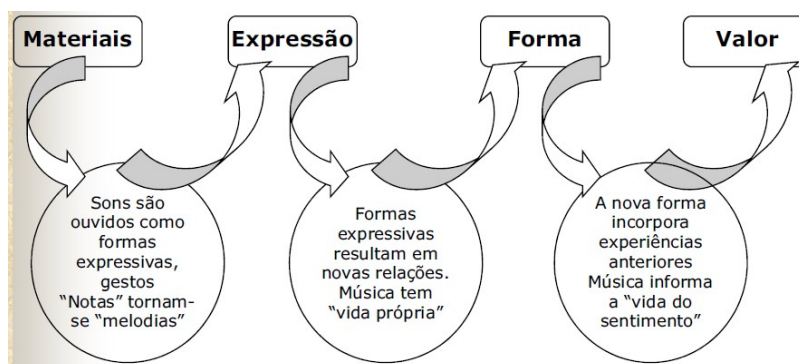 Materiais
Expressão
Forma
Valor
Sons são
ouvidos como
formas
expressivas,
gestos
“Notas” tornam-
se “melodias”
Formas
expressivas
resultam em
novas relações.
Música tem
“vida própria”
A nova forma
incorpora
experiências
anteriores
Música informa
a “vida do
sentimento”